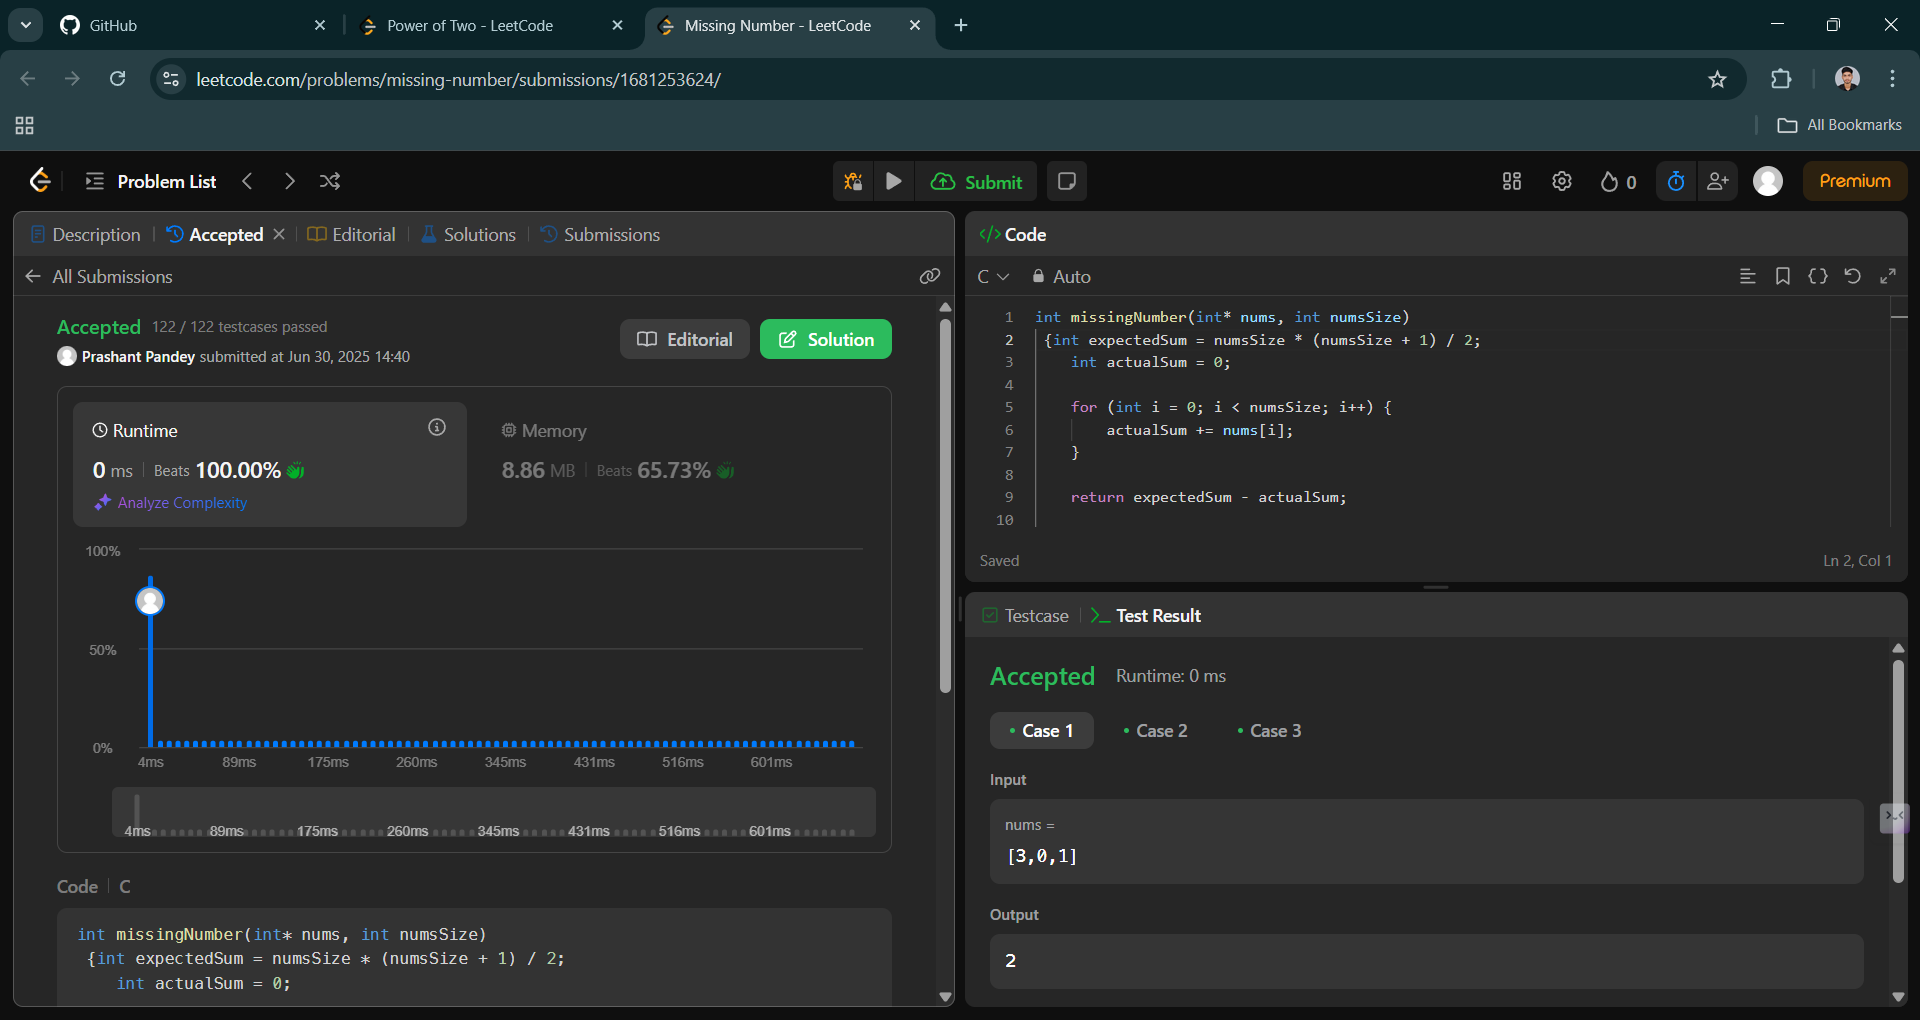 GitHub
Power of Two - LeetCode
Missing Number - LeetCode
leetcode.com/problems/missing-number/submissions/1681253624/
All Bookmarks
Problem List
Submit
0
Premium
Description
Accepted
Editorial
Solutions
Submissions
All Submissions
Accepted 122 / 122 testcases passed
Prashant Pandey submitted at Jun 30, 2025 14:40
Editorial
Solution
Runtime
0 ms Beats 100.00%
Analyze Complexity
Memory
8.86 MB Beats 65.73%
100%
50%
0%
4ms 89ms 175ms 260ms 345ms 431ms 516ms 601ms
4ms 89ms 175ms 260ms 345ms 431ms 516ms 601ms
Code C
int missingNumber(int* nums, int numsSize)
{int expectedSum = numsSize * (numsSize + 1) / 2;
int actualSum = 0;
</> Code
C Auto
1 int missingNumber(int* nums, int numsSize)
2 {int expectedSum = numsSize * (numsSize + 1) / 2;
3 int actualSum = 0;
4
5 for (int i = 0; i < numsSize; i++) {
6 actualSum += nums[i];
7 }
8
9 return expectedSum - actualSum;
10
Saved
Ln 2, Col 1
Testcase
>_ Test Result
Accepted Runtime: 0 ms
• Case 1 • Case 2 • Case 3
Input
nums =
[3,0,1]
Output
2